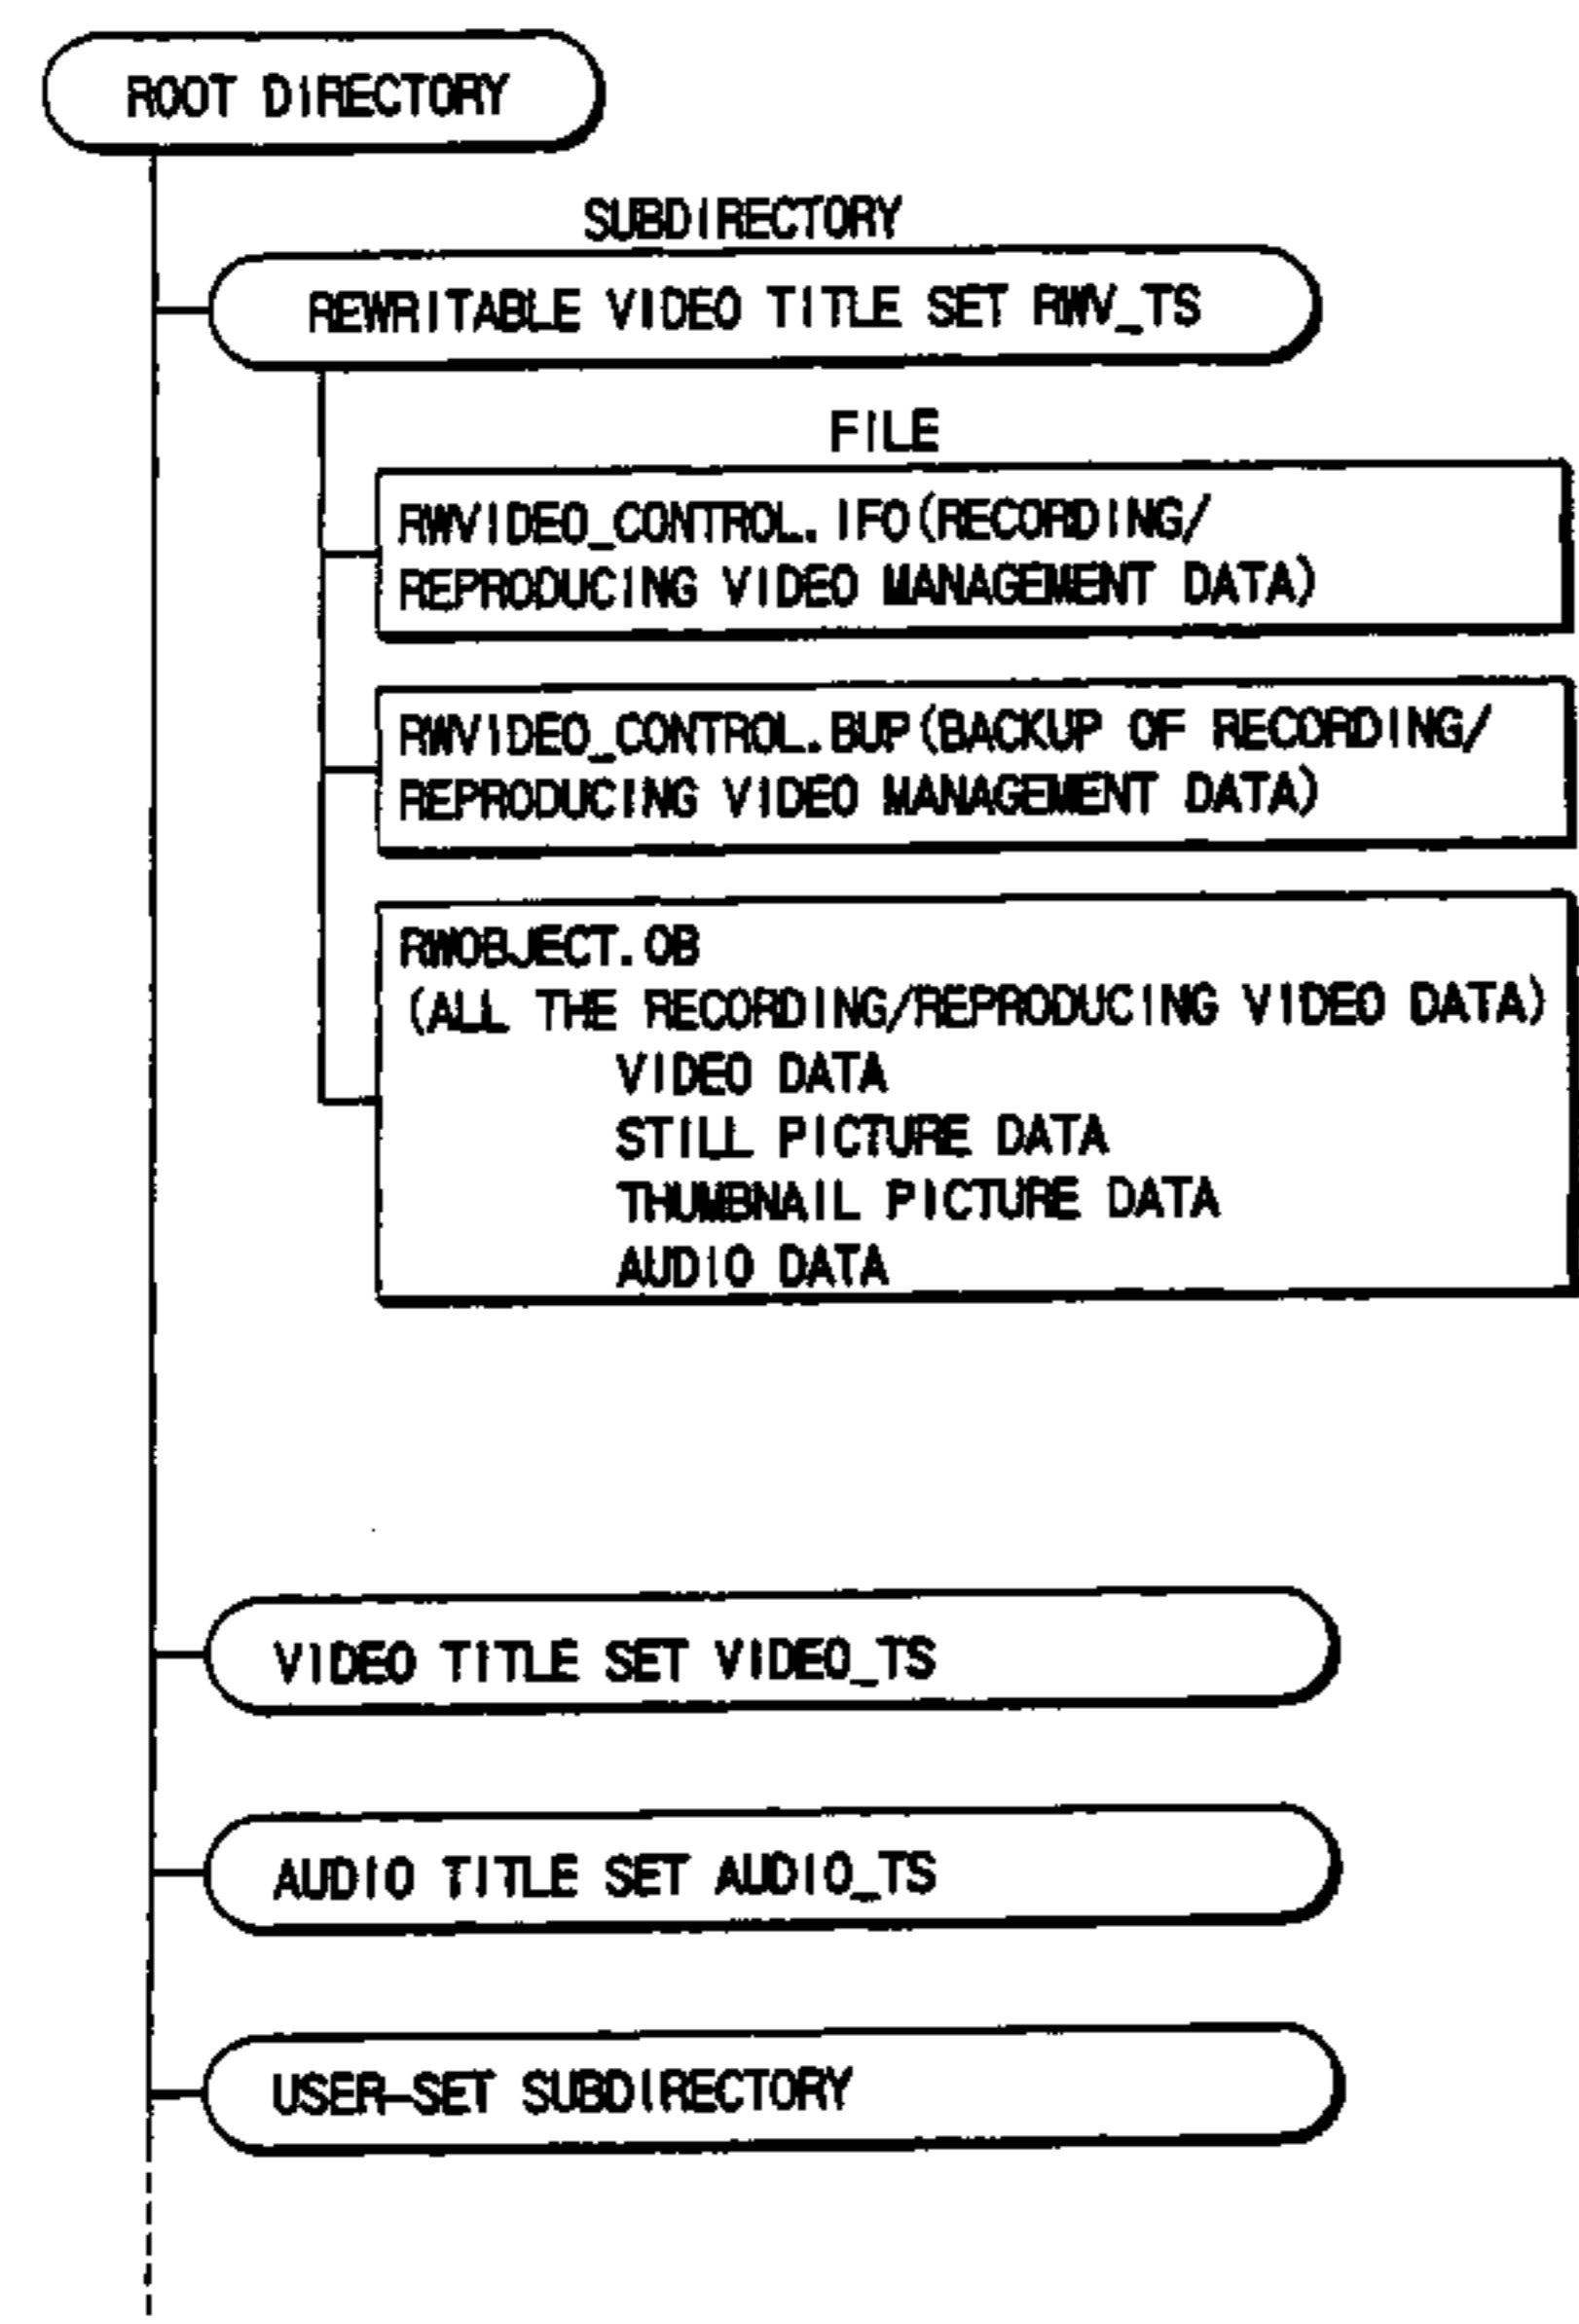 ROOT DIRECTORY
SUBDIRECTORY
REWRITABLE VIDEO TITLE SET RWV_TS
FILE
RWVIDEO_CONTROL.IFO(RECORDING/
REPRODUCING VIDEO MANAGEMENT DATA)
RWVIDEO_CONTROL.BUP(BACKUP OF RECORDING/
REPRODUCING VIDEO MANAGEMENT DATA)
RWOBJECT.OB
(ALL THE RECORDING/REPRODUCING VIDEO DATA)
VIDEO DATA
STILL PICTURE DATA
THUMBNAIL PICTURE DATA
AUDIO DATA
VIDEO TITLE SET VIDEO_TS
AUDIO TITLE SET AUDIO_TS
USER-SET SUBDIRECTORY